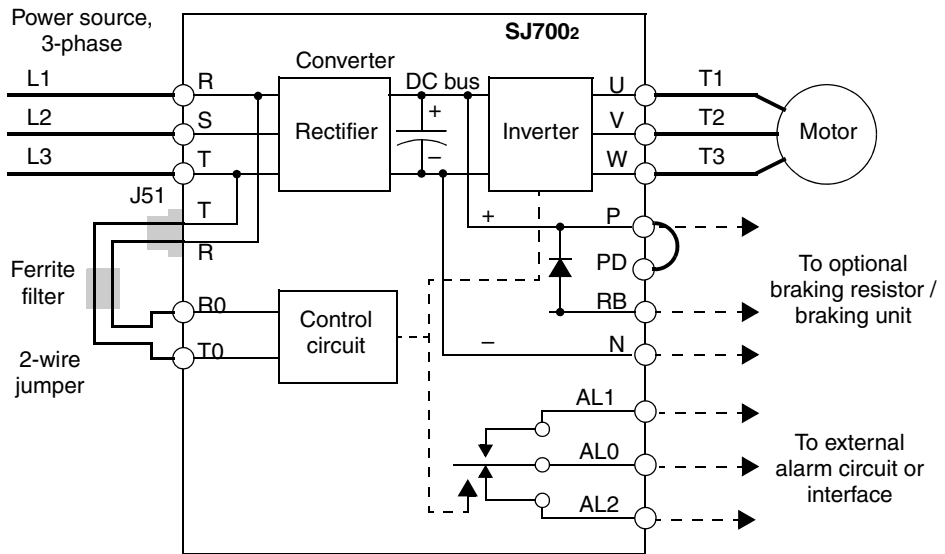 Power source,
3-phase
SJ7002
L1
R
Converter
DC bus
U
T1
L2
S
Rectifier
+
Inverter
V
T2
Motor
L3
T
–
W
T3
J51
T
R
+
P
PD
Ferrite
filter
To optional
braking resistor /
braking unit
R0
Control
circuit
RB
T0
–
N
2-wire
jumper
AL1
AL0
AL2
To external
alarm circuit or
interface